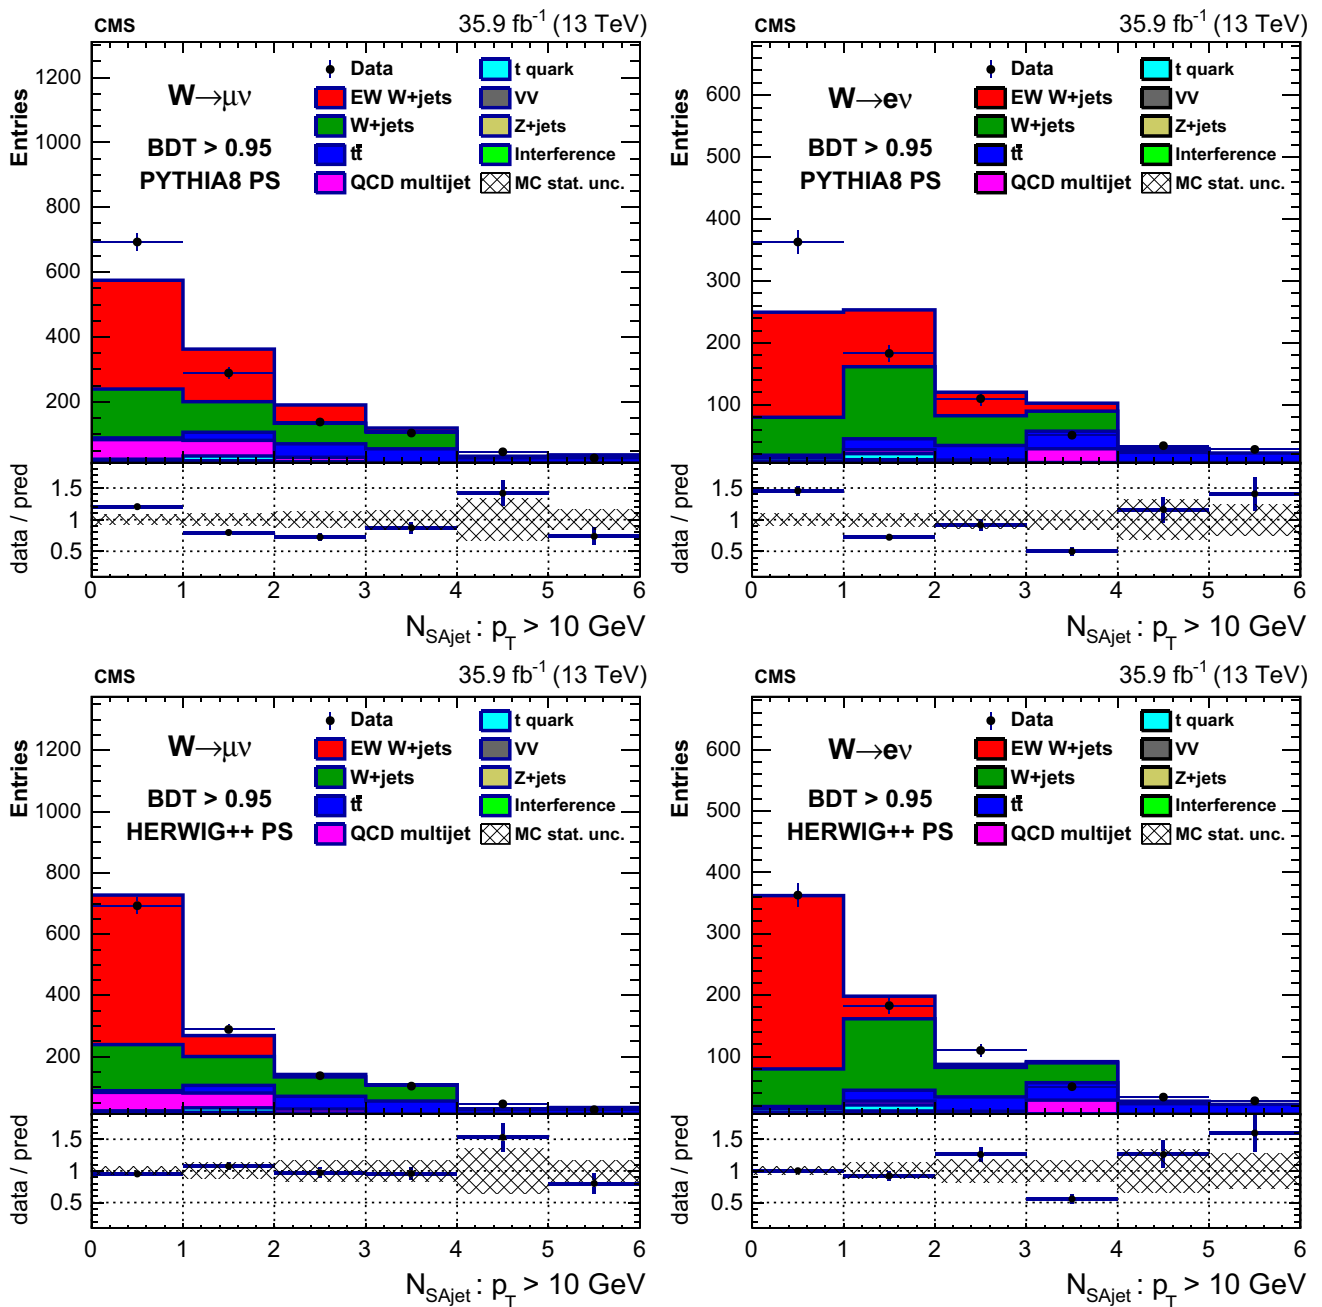 CMS 35.9 fb⁻¹ (13 TeV)
Entries
1200
1000
800
600
400
200
W→μν
BDT > 0.95
PYTHIA8 PS
Data
EW W+jets
W+jets
tt̄
QCD multijet
t quark
VV
Z+jets
Interference
MC stat. unc.
data / pred
1.5
1
0.5
0 1 2 3 4 5 6
N_SAjet : p_T > 10 GeV
CMS 35.9 fb⁻¹ (13 TeV)
Entries
600
500
400
300
200
100
W→eν
BDT > 0.95
PYTHIA8 PS
Data
EW W+jets
W+jets
tt̄
QCD multijet
t quark
VV
Z+jets
Interference
MC stat. unc.
data / pred
1.5
1
0.5
0 1 2 3 4 5 6
N_SAjet : p_T > 10 GeV
CMS 35.9 fb⁻¹ (13 TeV)
Entries
1200
1000
800
600
400
200
W→μν
BDT > 0.95
HERWIG++ PS
Data
EW W+jets
W+jets
tt̄
QCD multijet
t quark
VV
Z+jets
Interference
MC stat. unc.
data / pred
1.5
1
0.5
0 1 2 3 4 5 6
N_SAjet : p_T > 10 GeV
CMS 35.9 fb⁻¹ (13 TeV)
Entries
600
500
400
300
200
100
W→eν
BDT > 0.95
HERWIG++ PS
Data
EW W+jets
W+jets
tt̄
QCD multijet
t quark
VV
Z+jets
Interference
MC stat. unc.
data / pred
1.5
1
0.5
0 1 2 3 4 5 6
N_SAjet : p_T > 10 GeV